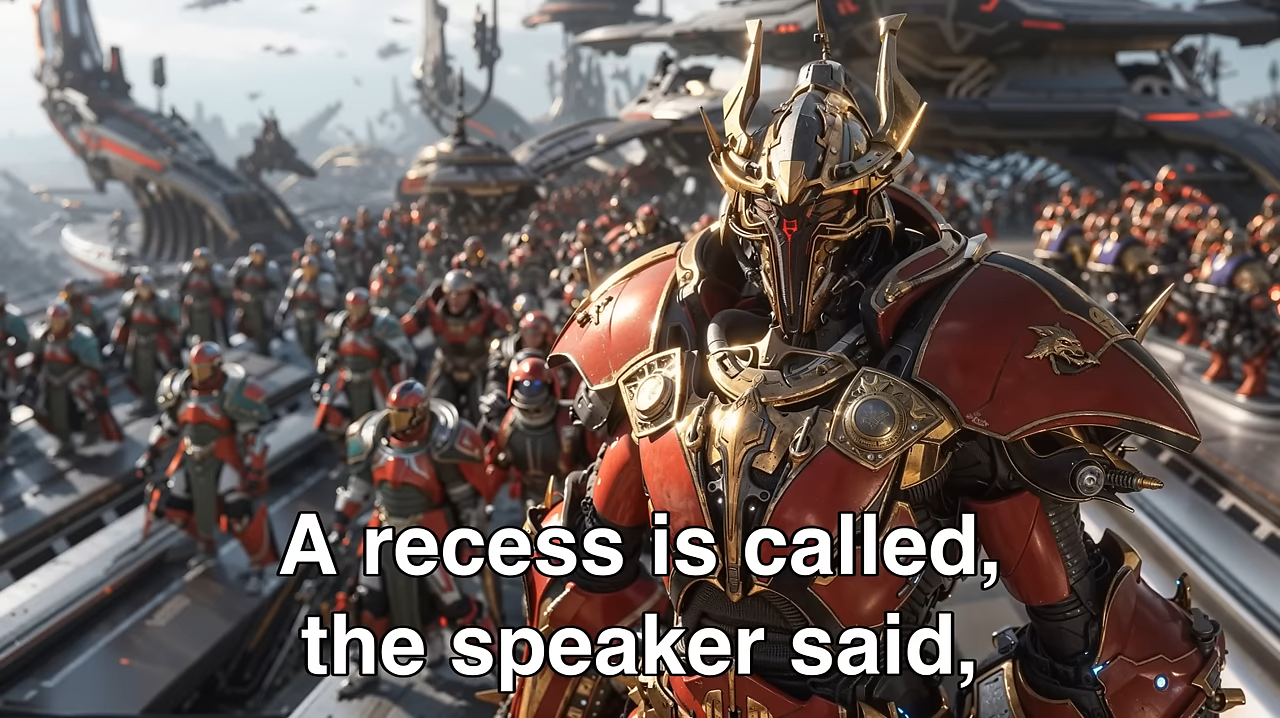 A recess is called,
the speaker said,